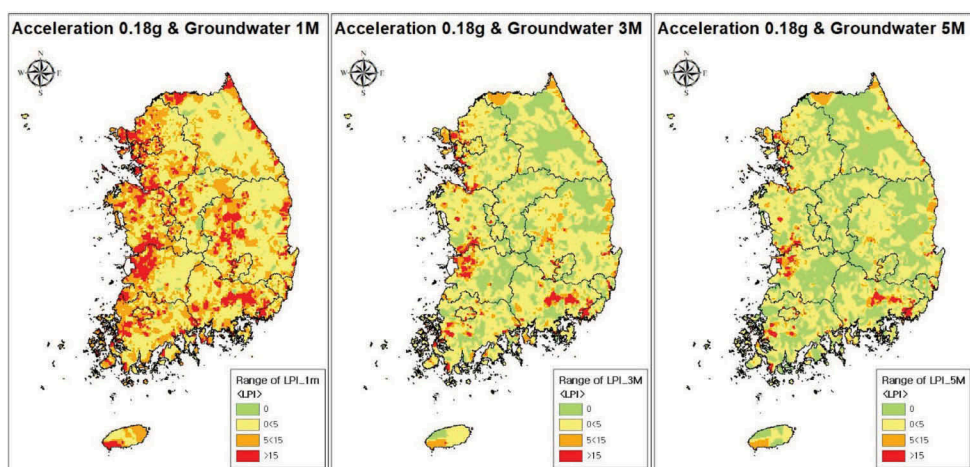 Acceleration 0.18g & Groundwater 1M
N
W E
S
Range of LPI_1m
<LPI>
0
0<5
5<15
>15
Acceleration 0.18g & Groundwater 3M
N
W E
S
Range of LPI_3M
<LPI>
0
0<5
5<15
>15
Acceleration 0.18g & Groundwater 5M
N
W E
S
Range of LPI_5M
<LPI>
0
0<5
5<15
>15